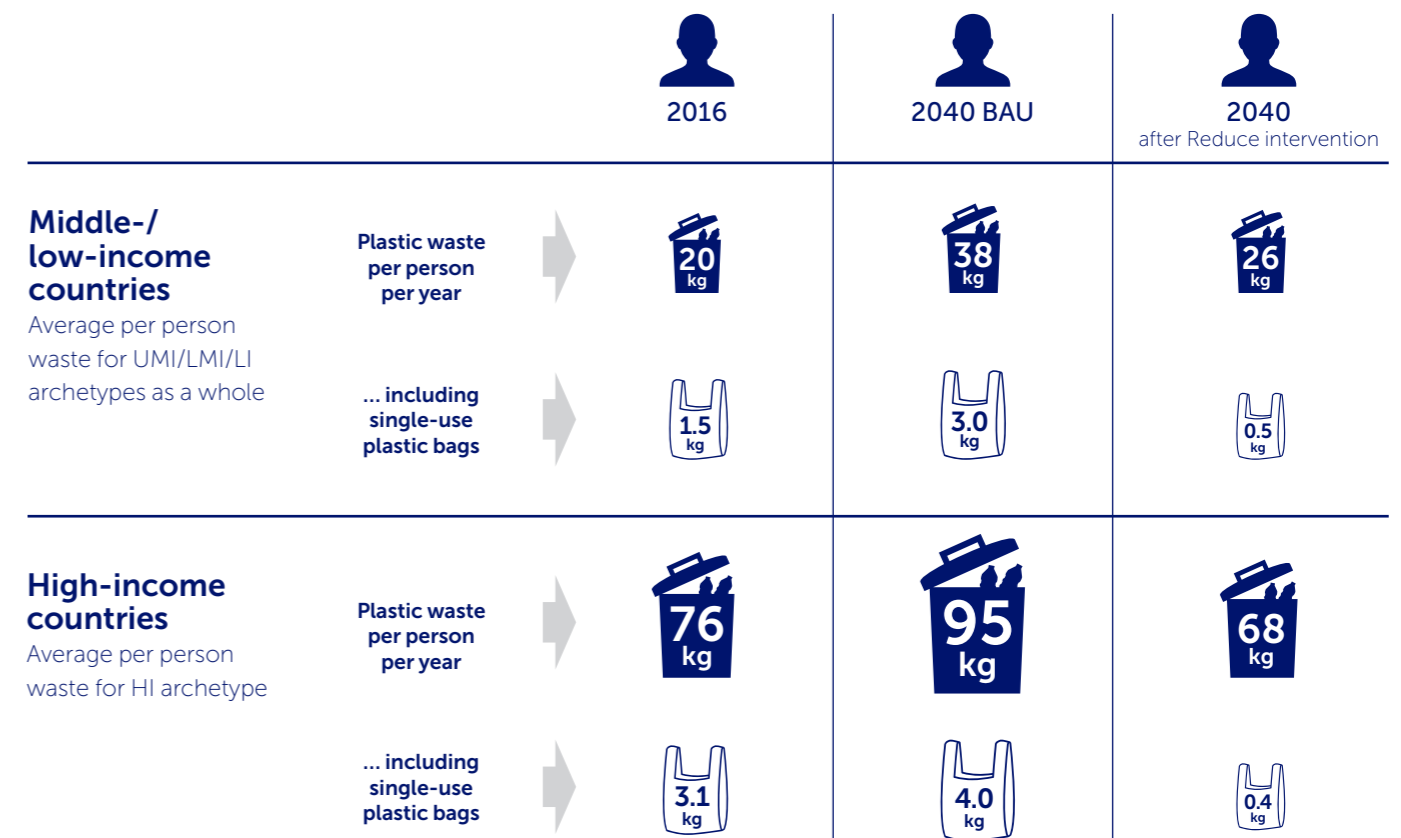 2016
2040 BAU
2040
after Reduce intervention
Middle-/
low-income
countries
Average per person
waste for UMI/LMI/LI
archetypes as a whole
Plastic waste
per person
per year
20
kg
38
kg
26
kg
... including
single-use
plastic bags
1.5
kg
3.0
kg
0.5
kg
High-income
countries
Average per person
waste for HI archetype
Plastic waste
per person
per year
76
kg
95
kg
68
kg
... including
single-use
plastic bags
3.1
kg
4.0
kg
0.4
kg